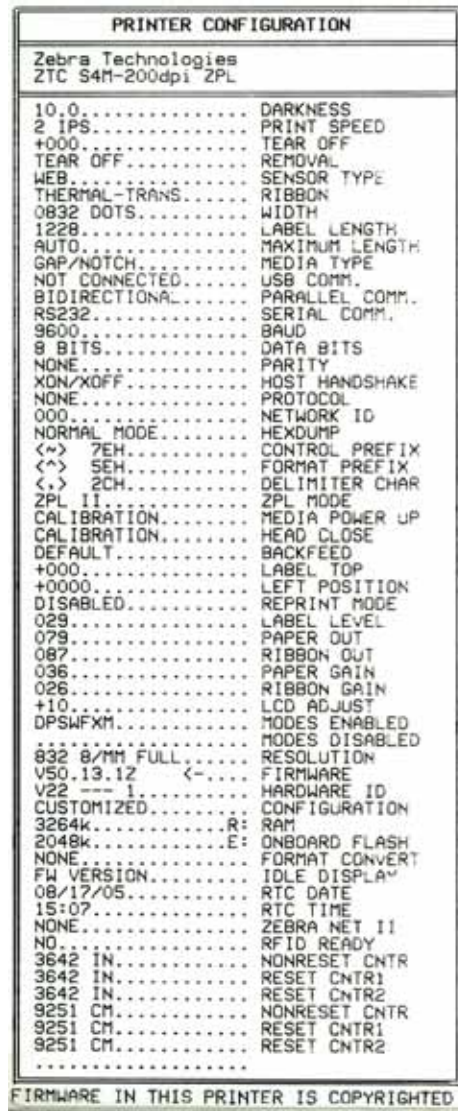 PRINTER CONFIGURATION
Zebra Technologies
ZTC S4M-200dpi ZPL
10.0............... DARKNESS
2 IPS.............. PRINT SPEED
+000............... TEAR OFF
TEAR OFF........... REMOVAL
WEB................ SENSOR TYPE
THERMAL-TRANS...... RIBBON
0832 DOTS.......... WIDTH
1228............... LABEL LENGTH
AUTO............... MAXIMUM LENGTH
GAP/NOTCH.......... MEDIA TYPE
NOT CONNECTED...... USB COMM.
BIDIRECTIONAL...... PARALLEL COMM.
RS232.............. SERIAL COMM.
9600............... BAUD
8 BITS............. DATA BITS
NONE............... PARITY
XON/XOFF........... HOST HANDSHAKE
NONE............... PROTOCOL
000................ NETWORK ID
NORMAL MODE........ HEXDUMP
<~> 7EH............ CONTROL PREFIX
<^> 5EH............ FORMAT PREFIX
<,> 2CH............ DELIMITER CHAR
ZPL II............. ZPL MODE
CALIBRATION........ MEDIA POWER UP
CALIBRATION........ HEAD CLOSE
DEFAULT............ BACKFEED
+000............... LABEL TOP
+0000.............. LEFT POSITION
DISABLED........... REPRINT MODE
029................ LABEL LEVEL
079................ PAPER OUT
087................ RIBBON OUT
036................ PAPER GAIN
026................ RIBBON GAIN
+10................ LCD ADJUST
DPSWFXM............ MODES ENABLED
................... MODES DISABLED
832 8/MM FULL...... RESOLUTION
V50.13.1Z <-.... FIRMWARE
V22 --- 1.......... HARDWARE ID
CUSTOMIZED......... CONFIGURATION
3264k............R: RAM
2048k............E: ONBOARD FLASH
NONE............... FORMAT CONVERT
FW VERSION......... IDLE DISPLAY
08/17/05........... RTC DATE
15:07.............. RTC TIME
NONE............... ZEBRA NET II
NO................. RFID READY
3642 IN............ NONRESET CNTR
3642 IN............ RESET CNTR1
3642 IN............ RESET CNTR2
9251 CM............ NONRESET CNTR
9251 CM............ RESET CNTR1
9251 CM............ RESET CNTR2
...................
FIRMWARE IN THIS PRINTER IS COPYRIGHTED